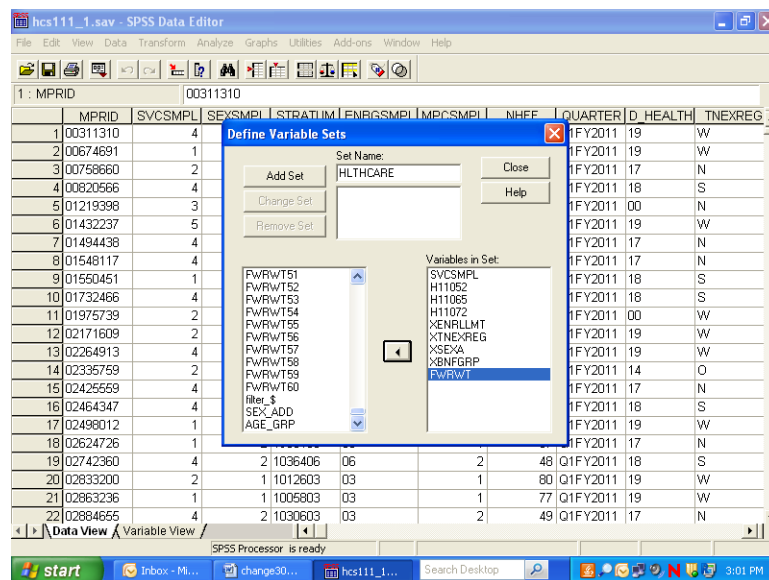 hcs111_1.sav - SPSS Data Editor
File Edit View Data Transform Analyze Graphs Utilities Add-ons Window Help
1 : MPRID 00311310
MPRID SVCSMPL SEXSMPL STRATUM ENBGSMPL MPCSMPL NHFF QUARTER D_HEALTH TNEXREG
1 00311310 4 1FY2011 19 W
2 00674691 1 1FY2011 19 W
3 00758660 2 1FY2011 17 N
4 00820566 4 1FY2011 18 S
5 01219398 3 1FY2011 00 N
6 01432237 5 1FY2011 19 W
7 01494438 4 1FY2011 17 N
8 01548117 4 1FY2011 17 N
9 01550451 1 1FY2011 18 S
10 01732466 4 1FY2011 18 S
11 01975739 2 1FY2011 00 W
12 02171609 2 1FY2011 19 W
13 02264913 4 1FY2011 19 W
14 02335759 2 1FY2011 14 O
15 02425559 4 1FY2011 17 N
16 02464347 4 1FY2011 18 S
17 02498012 1 1FY2011 19 W
18 02624726 1 1FY2011 17 N
19 02742360 4 2 1036406 06 2 48 Q1FY2011 18 S
20 02833200 2 1 1012603 03 1 80 Q1FY2011 19 W
21 02863236 1 1 1005803 03 1 77 Q1FY2011 19 W
22 02884655 4 2 1030603 03 2 49 Q1FY2011 17 N
Define Variable Sets
Set Name:
Add Set HLTHCARE Close
Change Set Help
Remove Set
FWRWT51
FWRWT52
FWRWT53
FWRWT54
FWRWT55
FWRWT56
FWRWT57
FWRWT58
FWRWT59
FWRWT60
filter_$
SEX_ADD
AGE_GRP
Variables in Set:
SVCSMPL
H11052
H11065
H11072
XENRLLMT
XTNEXREG
XSEXA
XBNFGRP
FWRWT
Data View Variable View
SPSS Processor is ready
start Inbox - Mi... change30... hcs111_1... Search Desktop 3:01 PM